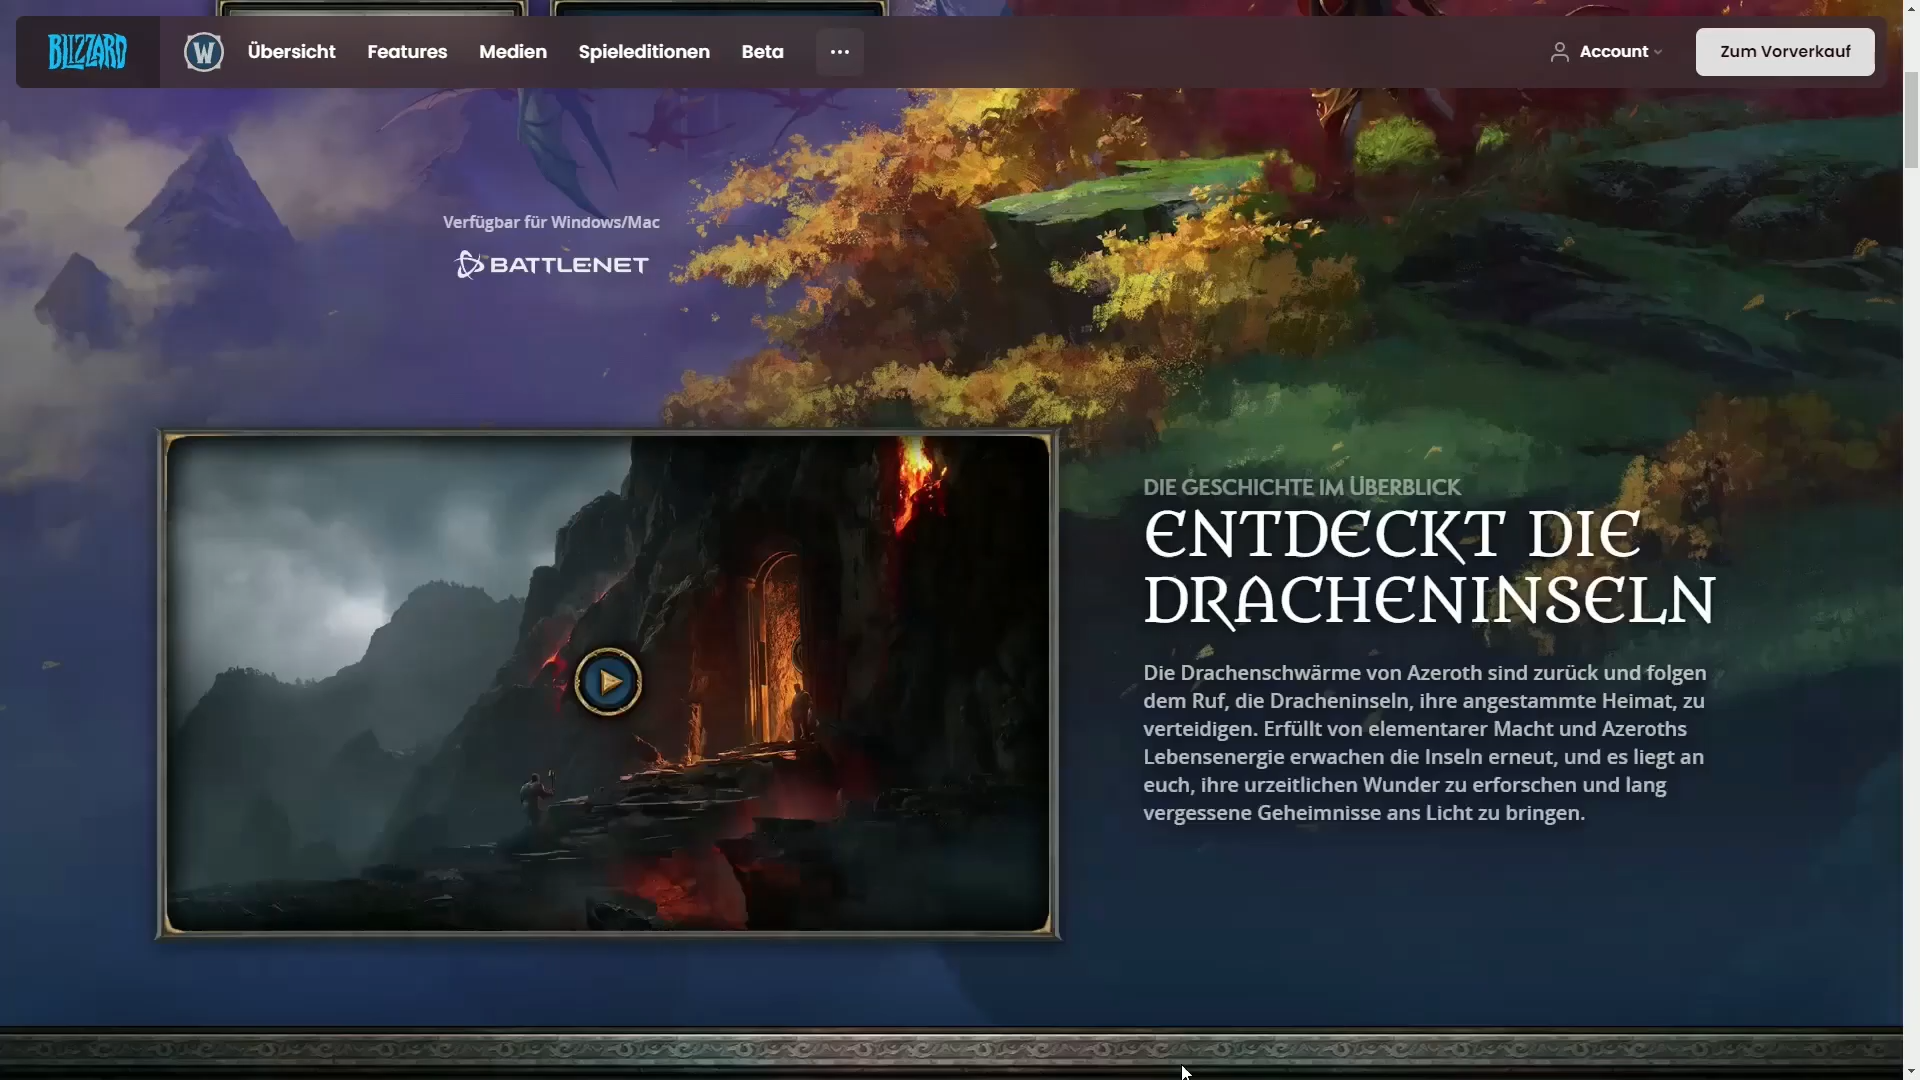 BLIZZARD
W
Übersicht
Features
Medien
Spieleditionen
Beta
Account
Zum Vorverkauf
Verfügbar für Windows/Mac
BATTLE.NET
DIE GESCHICHTE IM ÜBERBLICK
ENTDECKT DIE
DRACHENINSELN
Die Drachenschwärme von Azeroth sind zurück und folgen
dem Ruf, die Dracheninseln, ihre angestammte Heimat, zu
verteidigen. Erfüllt von elementarer Macht und Azeroths
Lebensenergie erwachen die Inseln erneut, und es liegt an
euch, ihre urzeitlichen Wunder zu erforschen und lang
vergessene Geheimnisse ans Licht zu bringen.